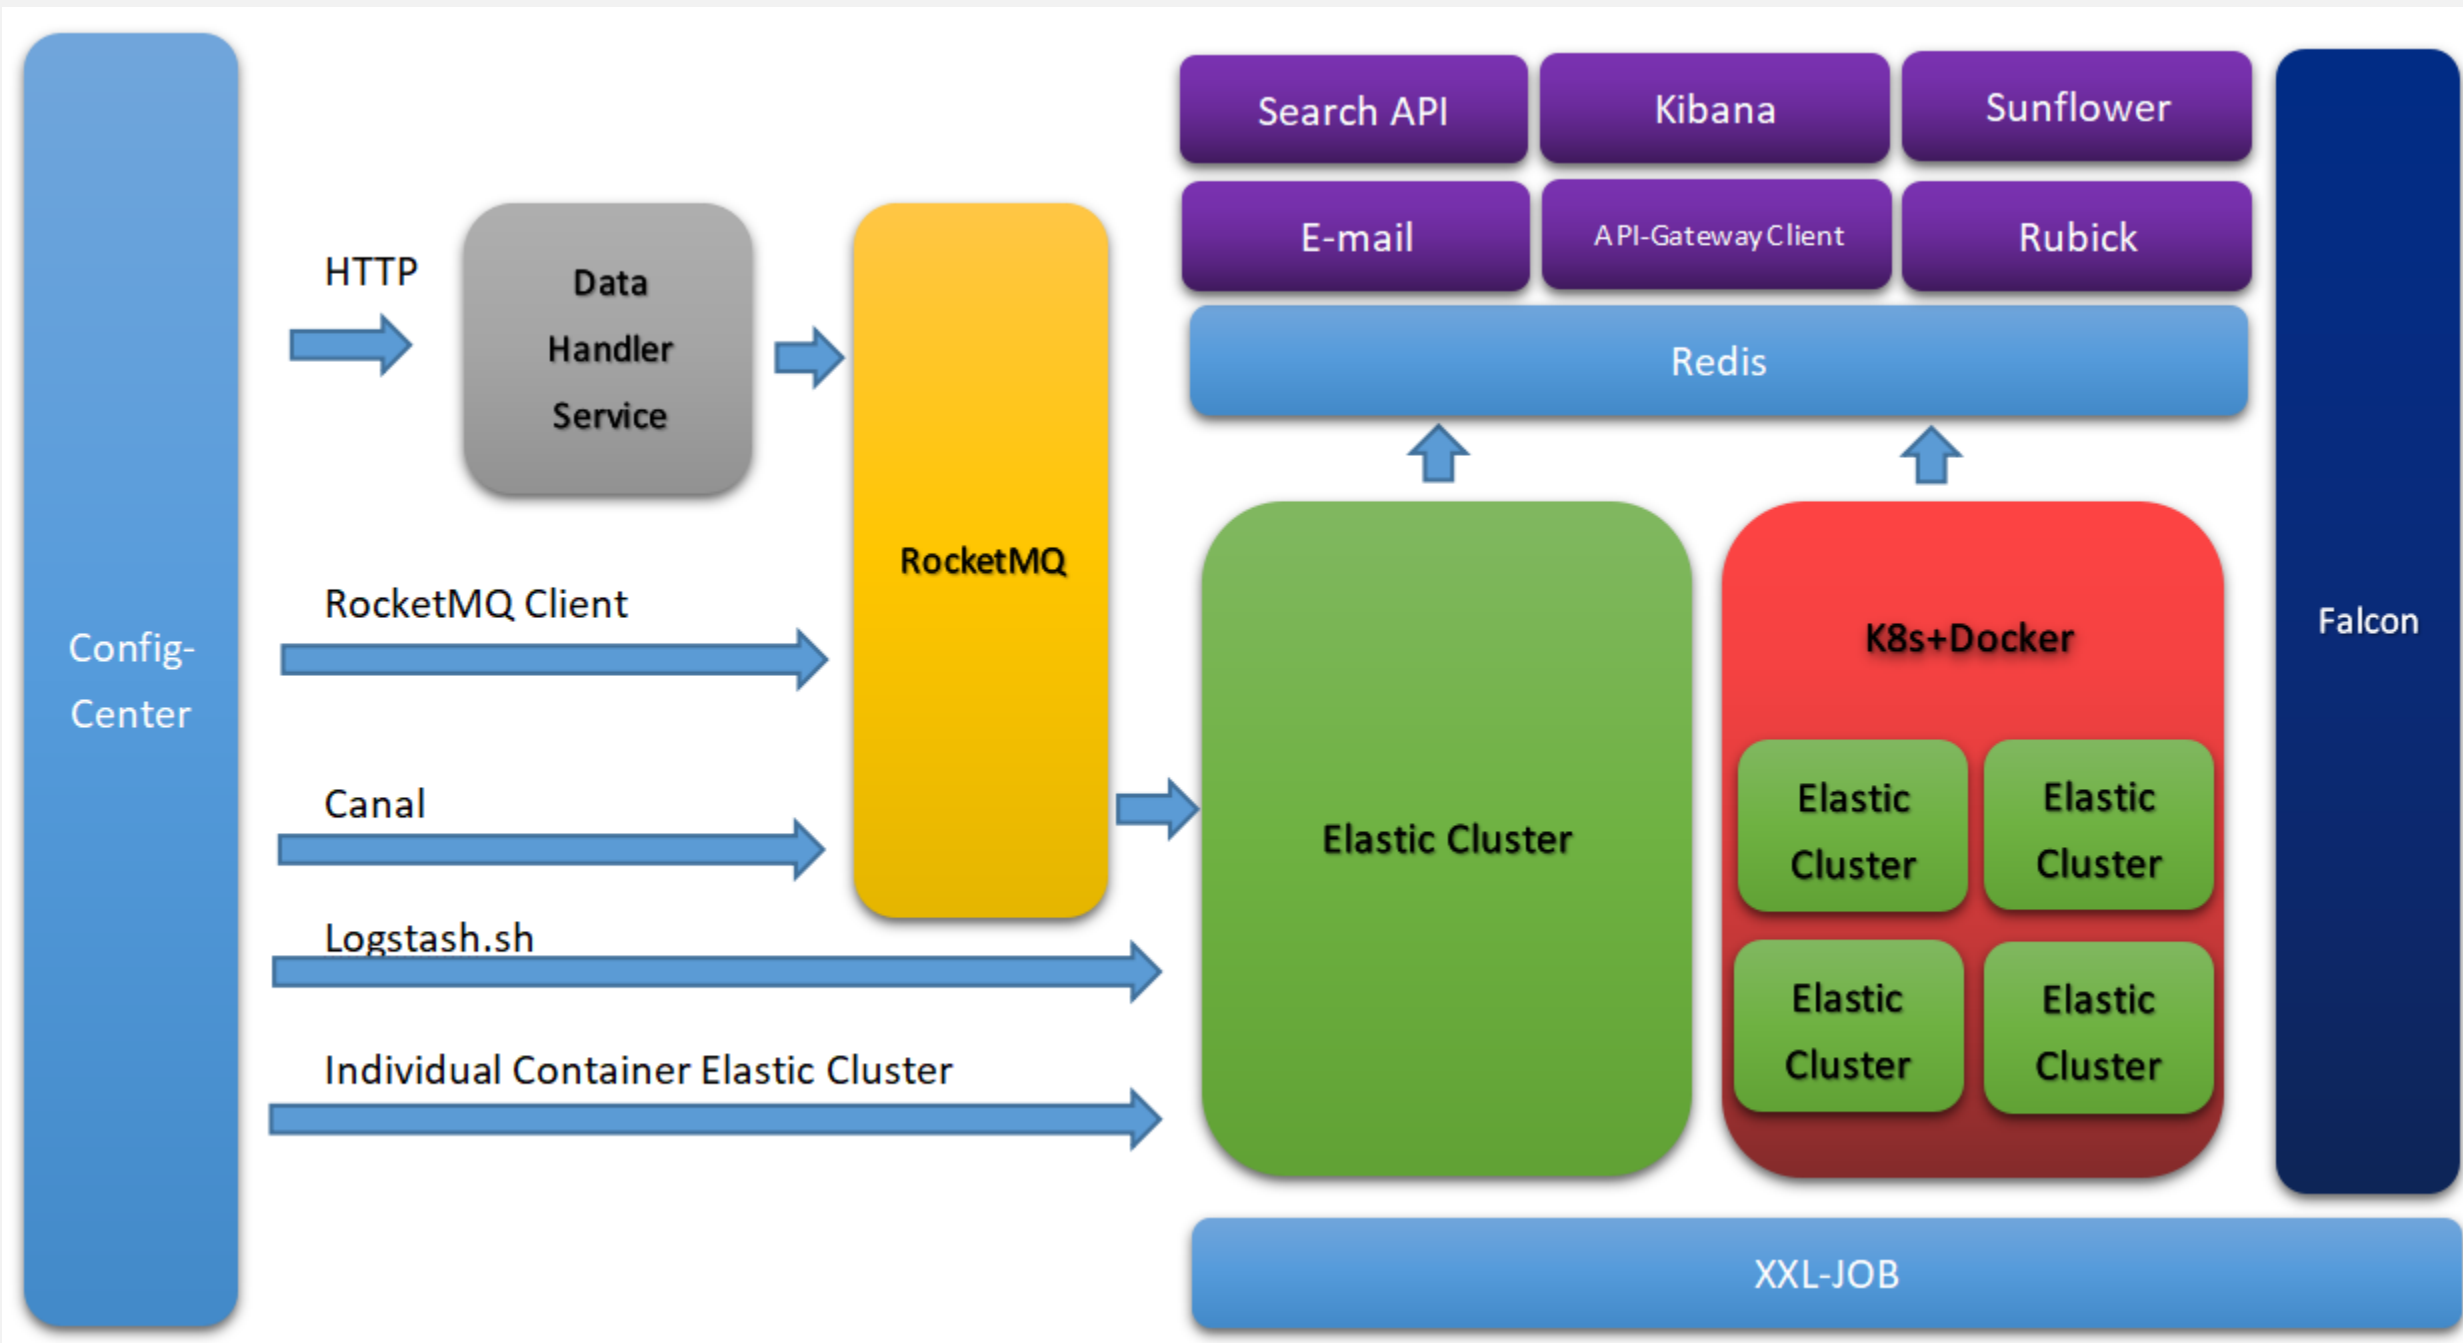 Config-
Center
HTTP
Data
Handler
Service
RocketMQ Client
Canal
Logstash.sh
Individual Container Elastic Cluster
RocketMQ
Search API
Kibana
Sunflower
E-mail
API-Gateway Client
Rubick
Redis
Elastic Cluster
K8s+Docker
Elastic
Cluster
Elastic
Cluster
Elastic
Cluster
Elastic
Cluster
Falcon
XXL-JOB